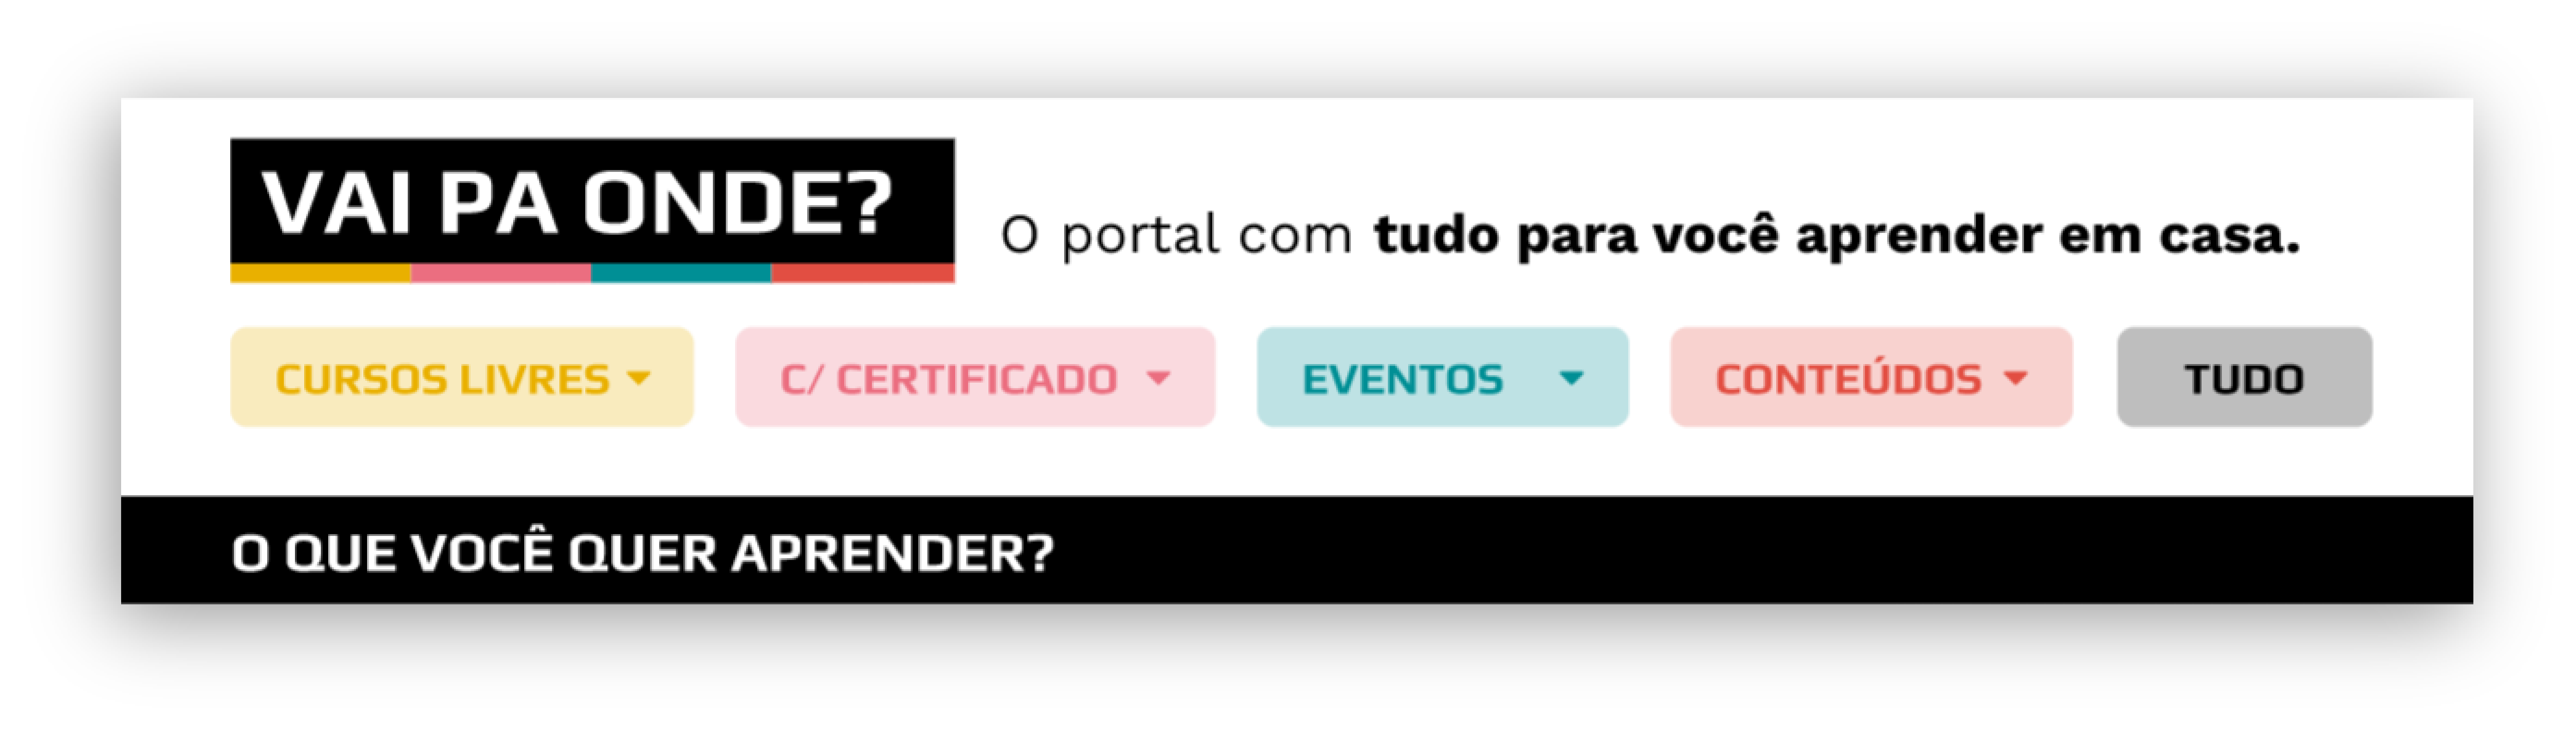 VAI PA ONDE?
O portal com tudo para você aprender em casa.
CURSOS LIVRES
C/ CERTIFICADO
EVENTOS
CONTEÚDOS
TUDO
O QUE VOCÊ QUER APRENDER?